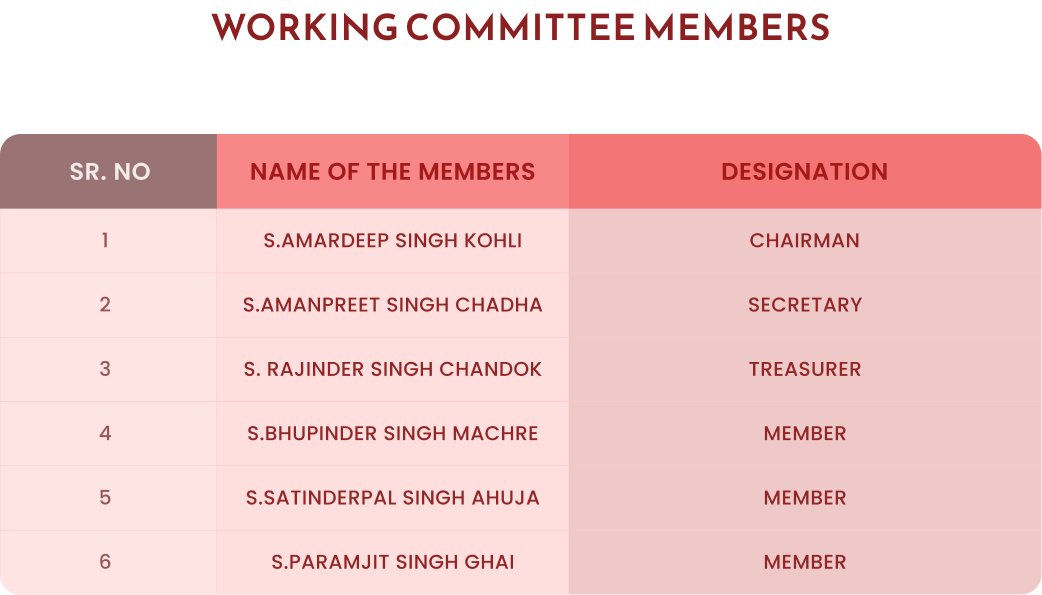 WORKING COMMITTEE MEMBERS
SR. NO NAME OF THE MEMBERS DESIGNATION
1 S.AMARDEEP SINGH KOHLI CHAIRMAN
2 S.AMANPREET SINGH CHADHA SECRETARY
3 S. RAJINDER SINGH CHANDOK TREASURER
4 S.BHUPINDER SINGH MACHRE MEMBER
5 S.SATINDERPAL SINGH AHUJA MEMBER
6 S.PARAMJIT SINGH GHAI MEMBER